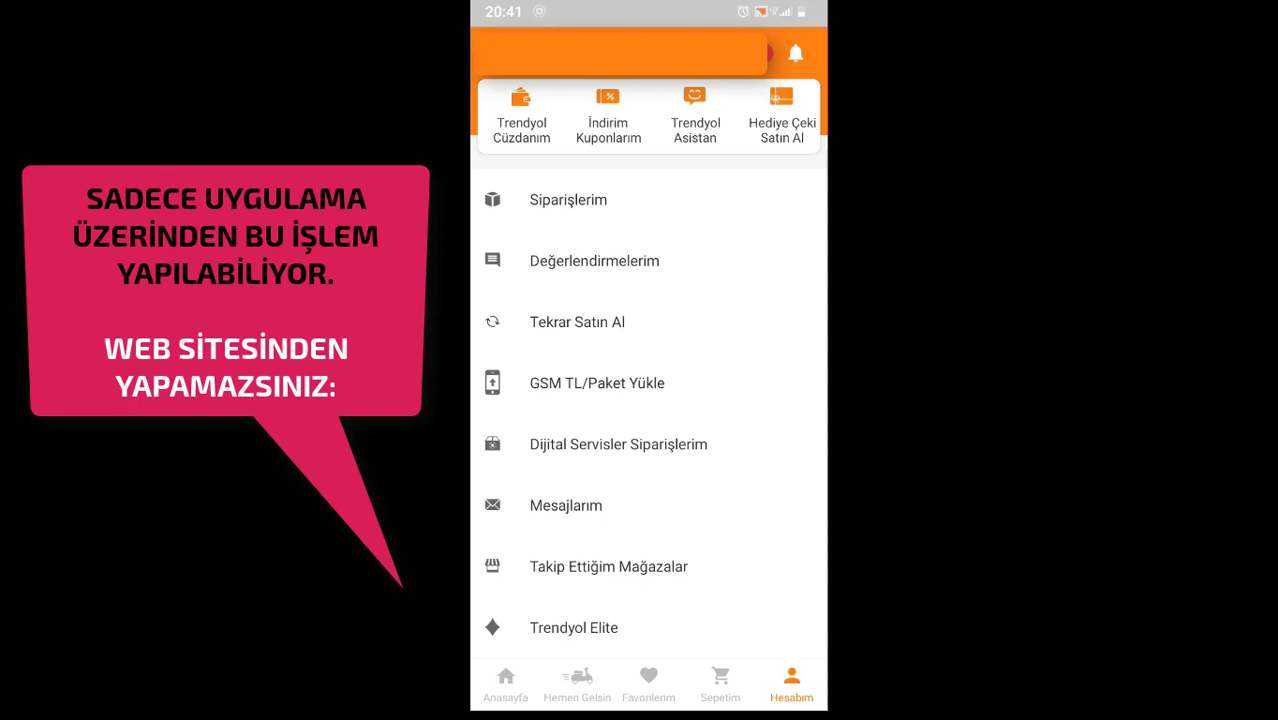 SADECE UYGULAMA
ÜZERİNDEN BU İŞLEM
YAPILABİLİYOR.
WEB SİTESİNDEN
YAPAMAZSINIZ:
20:41
Trendyol Cüzdanım
İndirim Kuponlarım
Trendyol Asistan
Hediye Çeki Satın Al
Siparişlerim
Değerlendirmelerim
Tekrar Satın Al
GSM TL/Paket Yükle
Dijital Servisler Siparişlerim
Mesajlarım
Takip Ettiğim Mağazalar
Trendyol Elite
Anasayfa
Hemen Gelsin
Favorilerim
Sepetim
Hesabım